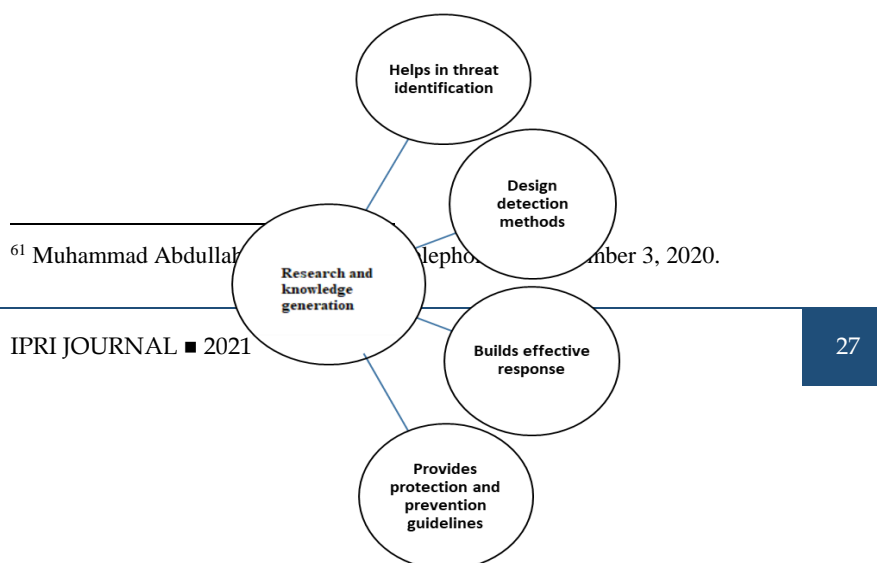 Helps in threat
identification
Design
detection
methods
61 Muhammad Abdullah
mber 3, 2020.
Research and
knowledge
generation
IPRI JOURNAL ■ 2021
27
Builds effective
response
Provides
protection and
prevention
guidelines